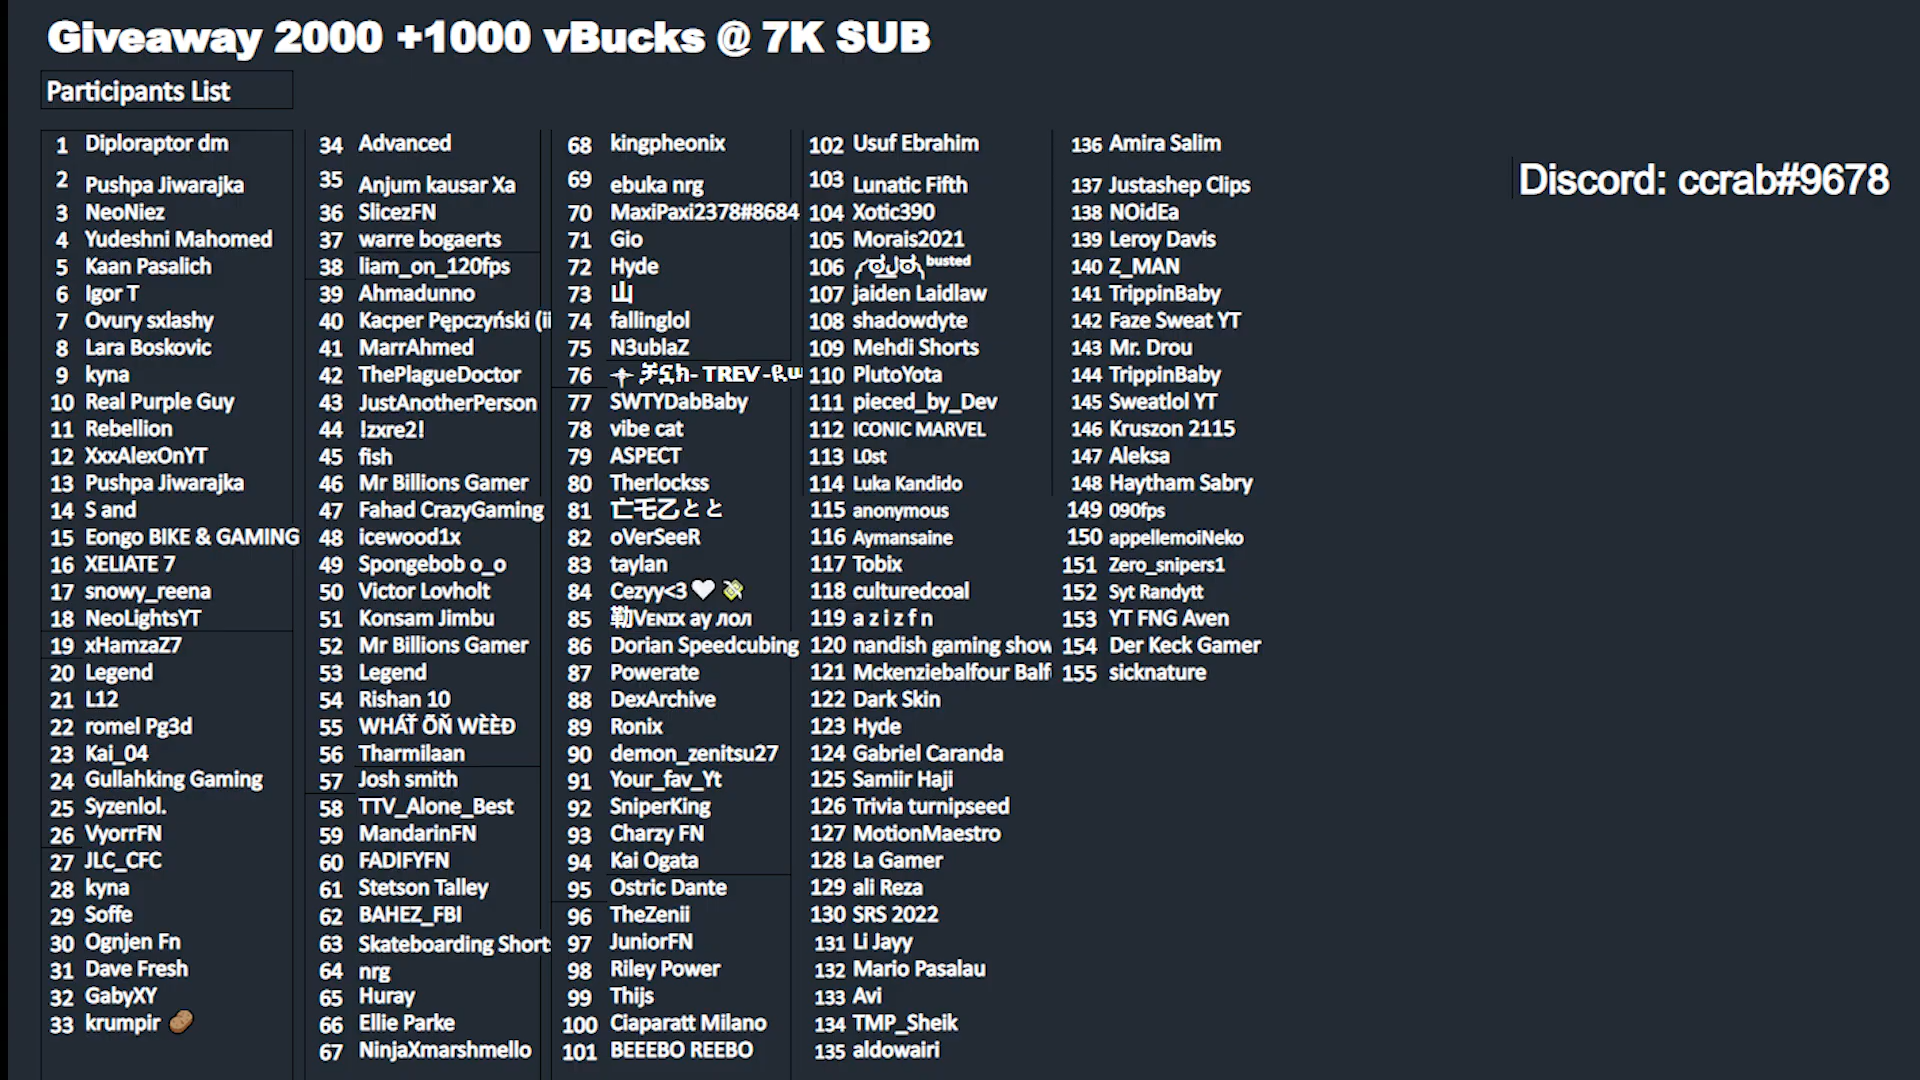 Giveaway 2000 +1000 vBucks @ 7K SUB
Participants List
Discord: ccrab#9678
1 Diploraptor dm
2 Pushpa Jiwarajka
3 NeoNiez
4 Yudeshni Mahomed
5 Kaan Pasalich
6 Igor T
7 Ovury sxlashy
8 Lara Boskovic
9 kyna
10 Real Purple Guy
11 Rebellion
12 XxxAlexOnYT
13 Pushpa Jiwarajka
14 S and
15 Eongo BIKE & GAMING
16 XELIATE 7
17 snowy_reena
18 NeoLightsYT
19 xHamzaZ7
20 Legend
21 L12
22 romel Pg3d
23 Kai_04
24 Gullahking Gaming
25 Syzenlol.
26 VyorrFN
27 JLC_CFC
28 kyna
29 Soffe
30 Ognjen Fn
31 Dave Fresh
32 GabyXY
33 krumpir 🥔
34 Advanced
35 Anjum kausar Xa
36 SlicezFN
37 warre bogaerts
38 liam_on_120fps
39 Ahmadunno
40 Kacper Pępczyński (ii
41 MarrAhmed
42 ThePlagueDoctor
43 JustAnotherPerson
44 !zxre2!
45 fish
46 Mr Billions Gamer
47 Fahad CrazyGaming
48 icewood1x
49 Spongebob o_o
50 Victor Lovholt
51 Konsam Jimbu
52 Mr Billions Gamer
53 Legend
54 Rishan 10
55 WHÁŤ ÕŇ WÈÈĐ
56 Tharmilaan
57 Josh smith
58 TTV_Alone_Best
59 MandarinFN
60 FADIFYFN
61 Stetson Talley
62 BAHEZ_FBI
63 Skateboarding Short
64 nrg
65 Huray
66 Ellie Parke
67 NinjaXmarshmello
68 kingpheonix
69 ebuka nrg
70 MaxiPaxi2378#8684
71 Gio
72 Hyde
73 山
74 fallinglol
75 N3ublaZ
76 - TREV -
77 SWTYDabBaby
78 vibe cat
79 ASPECT
80 Therlockss
81 亡乇乙とと
82 oVerSeeR
83 taylan
84 Cezyy<3 🤍 💸
85 勒Vᴇɴɪx ay лол
86 Dorian Speedcubing
87 Powerate
88 DexArchive
89 Ronix
90 demon_zenitsu27
91 Your_fav_Yt
92 SniperKing
93 Charzy FN
94 Kai Ogata
95 Ostric Dante
96 TheZenii
97 JuniorFN
98 Riley Power
99 Thijs
100 Ciaparatt Milano
101 BEEEBO REEBO
102 Usuf Ebrahim
103 Lunatic Fifth
104 Xotic390
105 Morais2021
106 busted
107 jaiden Laidlaw
108 shadowdyte
109 Mehdi Shorts
110 PlutoYota
111 pieced_by_Dev
112 ICONIC MARVEL
113 L0st
114 Luka Kandido
115 anonymous
116 Aymansaine
117 Tobix
118 culturedcoal
119 a z i z f n
120 nandish gaming show
121 Mckenziebalfour Balf
122 Dark Skin
123 Hyde
124 Gabriel Caranda
125 Samiir Haji
126 Trivia turnipseed
127 MotionMaestro
128 La Gamer
129 ali Reza
130 SRS 2022
131 Li Jayy
132 Mario Pasalau
133 Avi
134 TMP_Sheik
135 aldowairi
136 Amira Salim
137 Justashep Clips
138 NOidEa
139 Leroy Davis
140 Z_MAN
141 TrippinBaby
142 Faze Sweat YT
143 Mr. Drou
144 TrippinBaby
145 Sweatlol YT
146 Kruszon 2115
147 Aleksa
148 Haytham Sabry
149 090fps
150 appellemoiNeko
151 Zero_snipers1
152 Syt Randytt
153 YT FNG Aven
154 Der Keck Gamer
155 sicknature